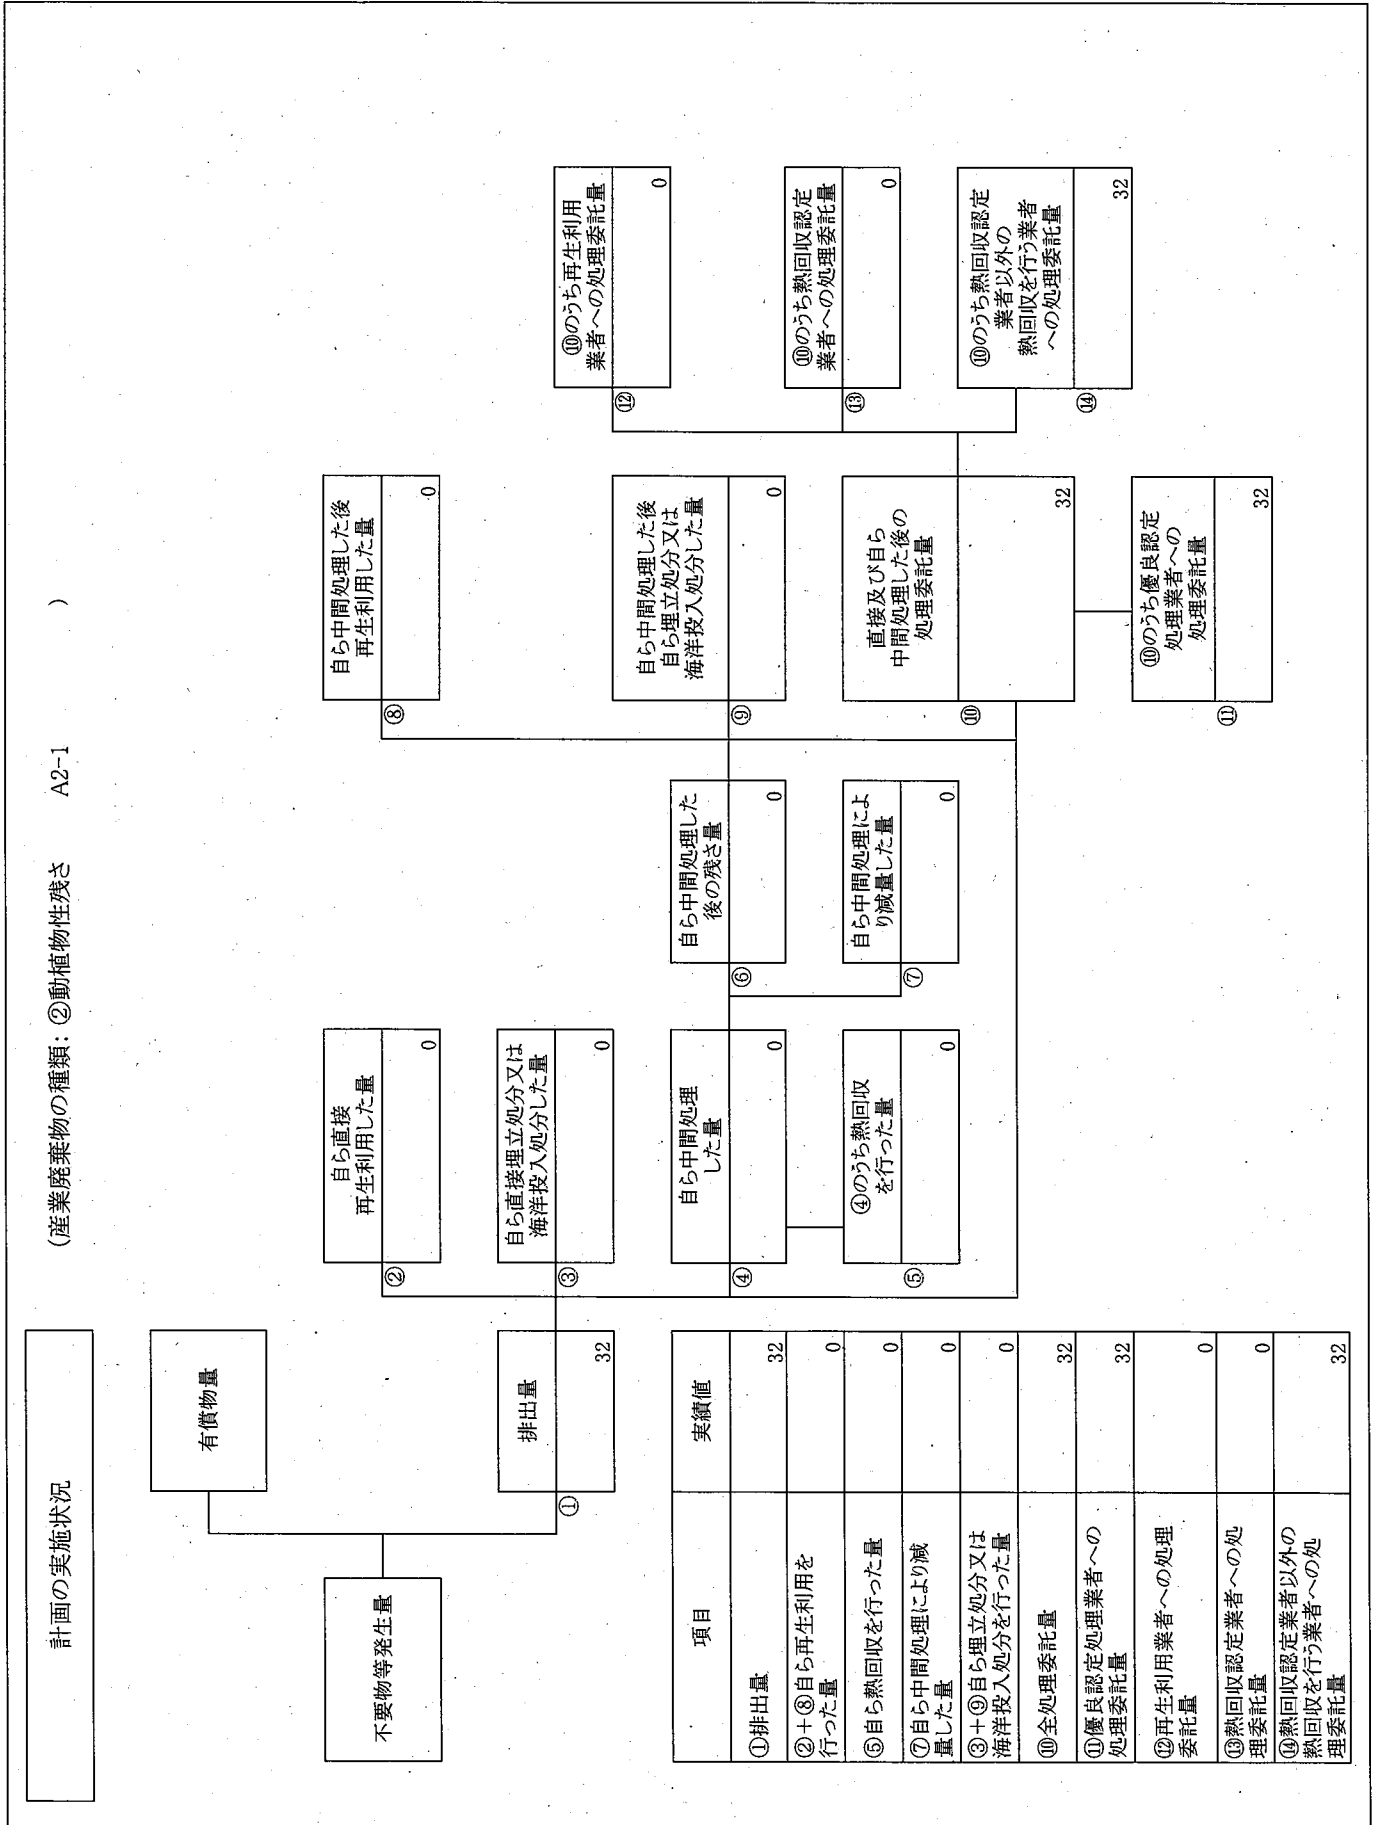 計画の実施状況
(産業廃棄物の種類：②動植物性残さ A2-1 )
不要物等発生量
有償物量
①
排出量
32
②
自ら直接
再生利用した量
0
③
自ら直接埋立処分又は
海洋投入処分した量
0
④
自ら中間処理
した量
0
⑤
④のうち熱回収
を行った量
0
⑥
自ら中間処理した
後の残さ量
0
⑦
自ら中間処理によ
り減量した量
0
⑧
自ら中間処理した後
再生利用した量
0
⑨
自ら中間処理した後
自ら埋立処分又は
海洋投入処分した量
0
⑩
直接及び自ら
中間処理した後の
処理委託量
32
⑪
⑩のうち優良認定
処理業者への
処理委託量
32
⑫
⑩のうち再生利用
業者への処理委託量
0
⑬
⑩のうち熱回収認定
業者への処理委託量
0
⑭
⑩のうち熱回収認定
業者以外の
熱回収を行う業者
への処理委託量
32
項目 実績値
①排出量 32
②＋⑧自ら再生利用を
行った量 0
⑤自ら熱回収を行った量 0
⑦自ら中間処理により減
量した量 0
③＋⑨自ら埋立処分又は
海洋投入処分を行った量 0
⑩全処理委託量 32
⑪優良認定処理業者への
処理委託量 32
⑫再生利用業者への処理
委託量 0
⑬熱回収認定業者への処
理委託量 0
⑭熱回収認定業者以外の
熱回収を行う業者への処
理委託量 32